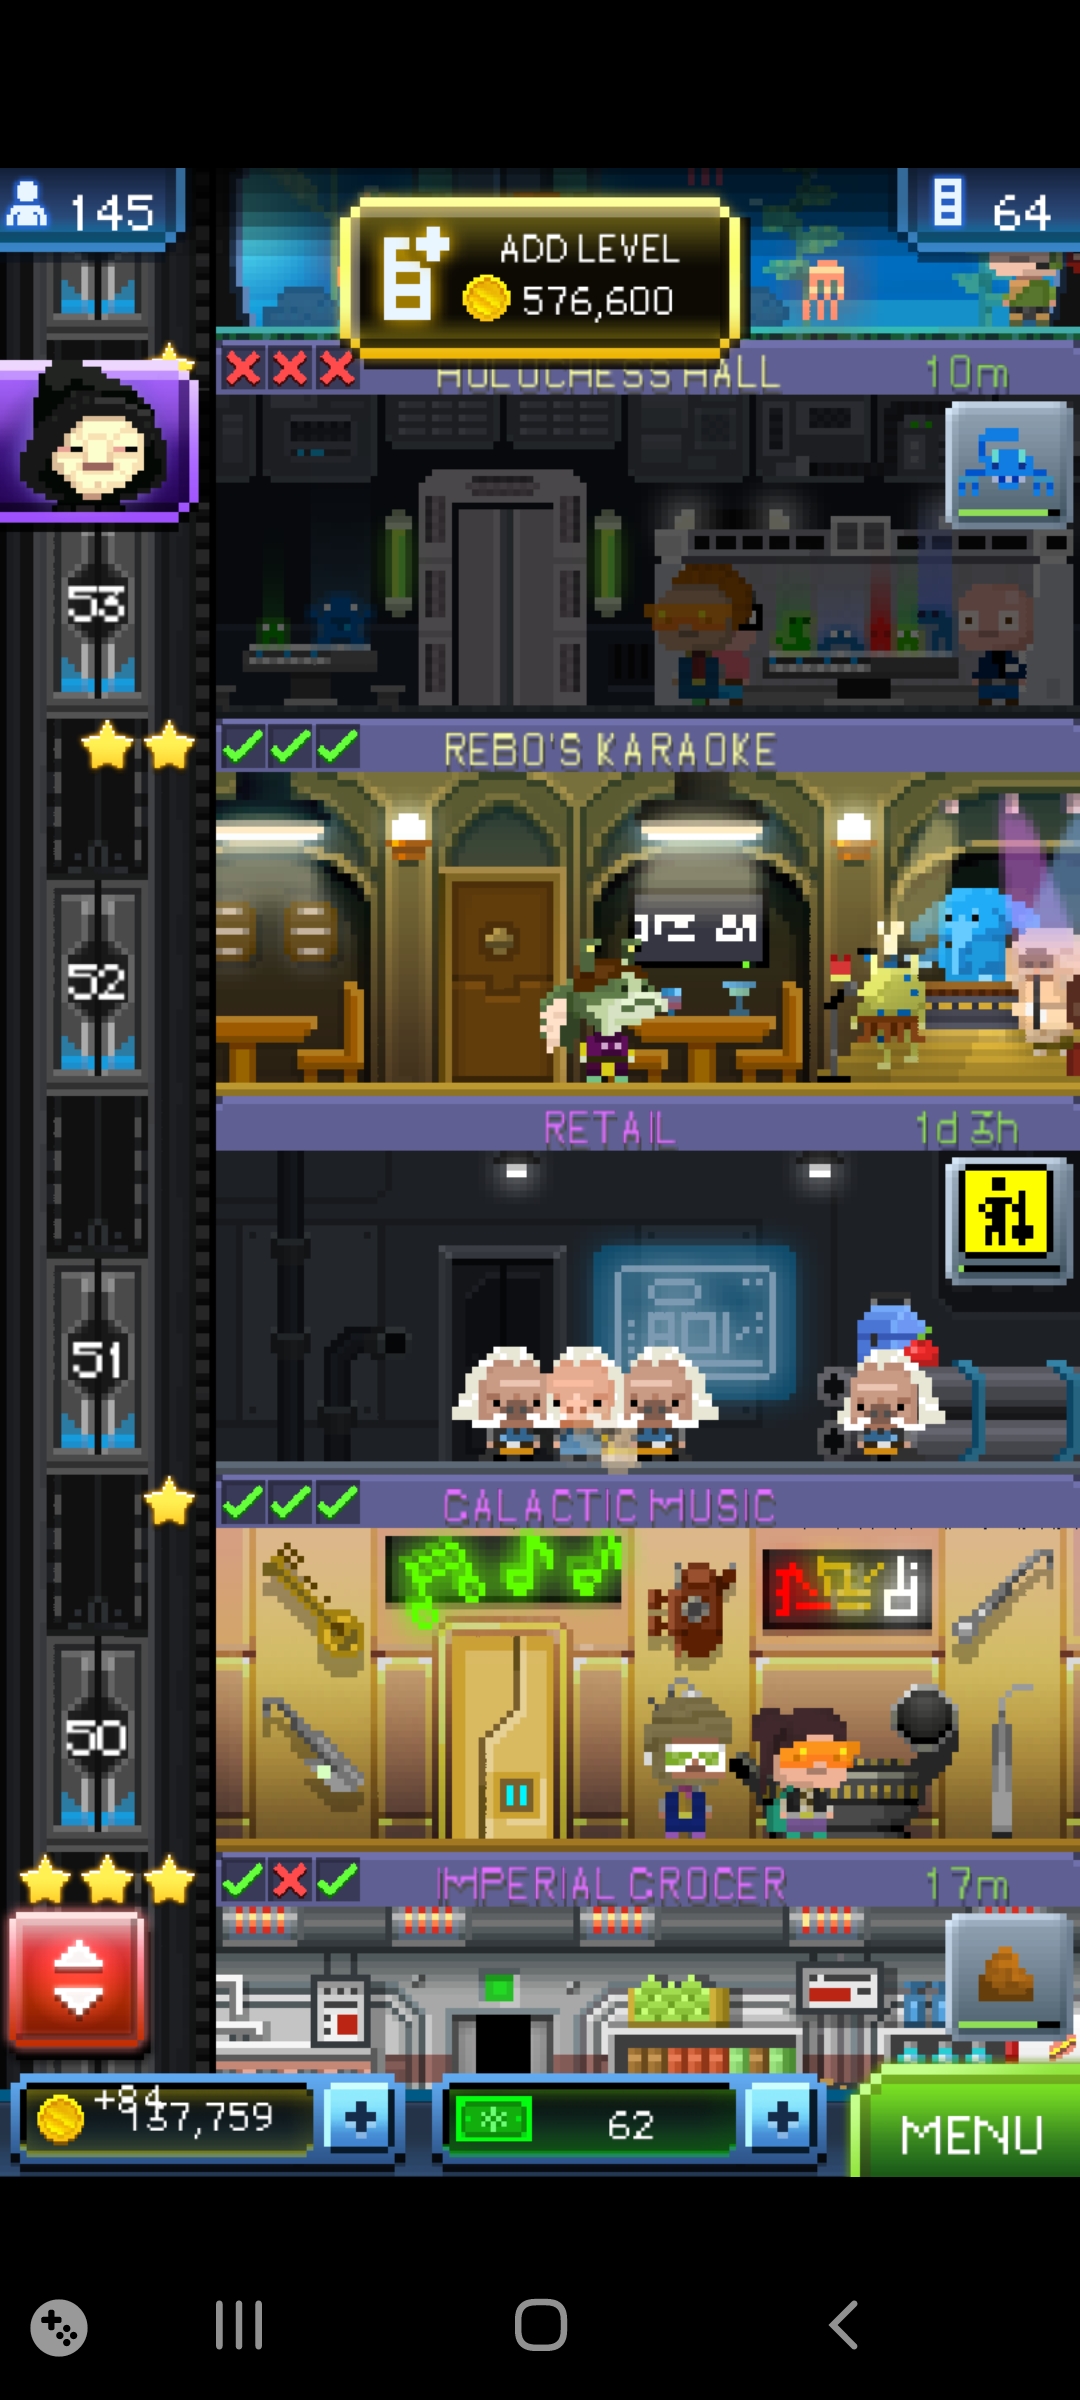 145
ADD LEVEL
576,600
64
HOLOCHESS HALL
10m
53
REBO'S KARAOKE
52
RETAIL
1d 3h
51
GALACTIC MUSIC
50
IMPERIAL GROCER
17m
+84
937,759
62
MENU